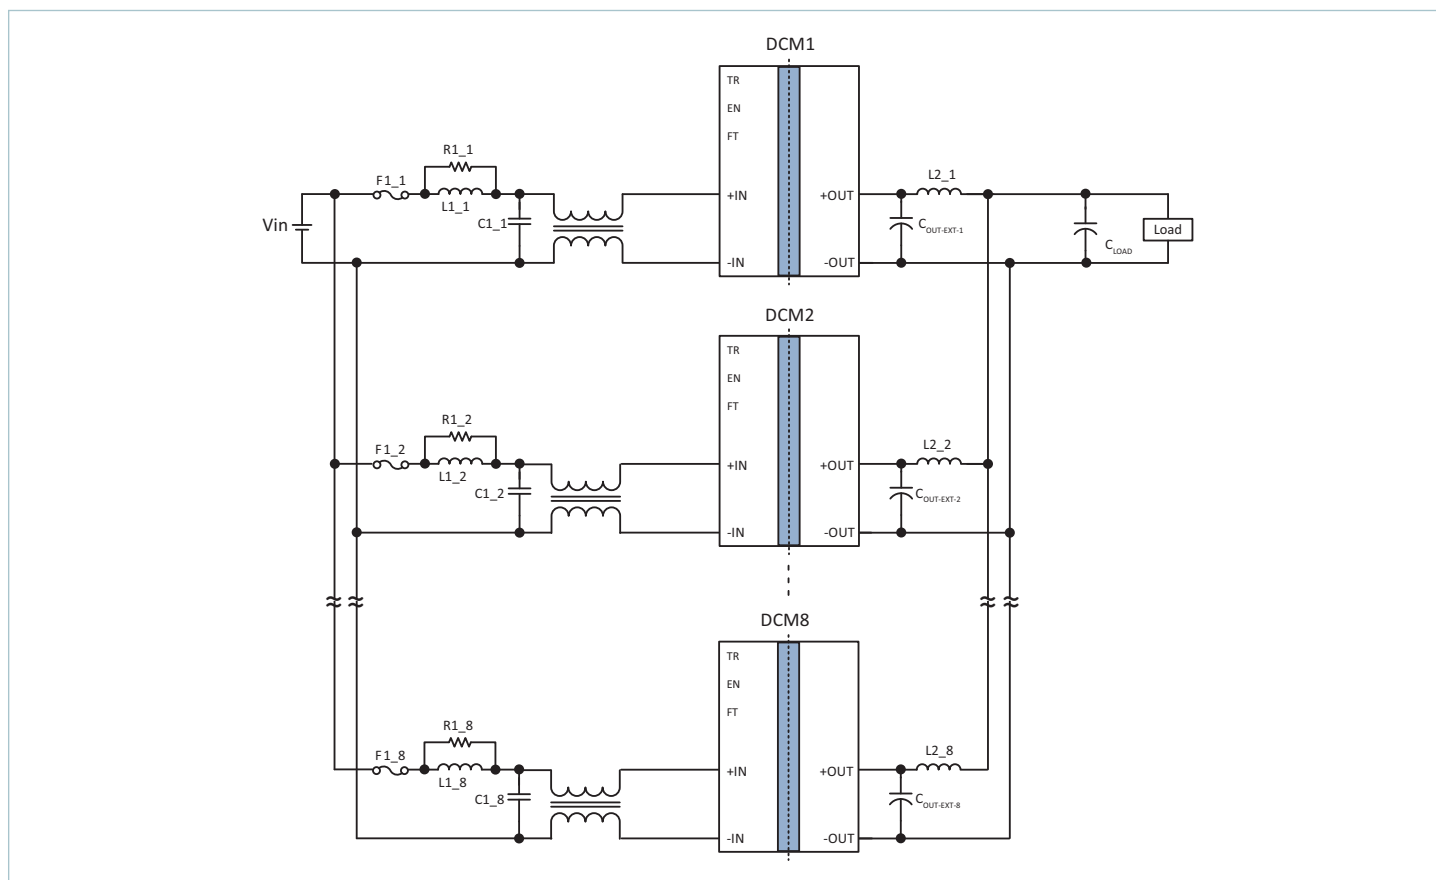 DCM1
TR
EN
FT
R1_1
F1_1
L1_1
C1_1
Vin
+IN
-IN
+OUT
-OUT
L2_1
COUT-EXT-1
CLOAD
Load
DCM2
TR
EN
FT
R1_2
F1_2
L1_2
C1_2
+IN
-IN
+OUT
-OUT
L2_2
COUT-EXT-2
DCM8
TR
EN
FT
R1_8
F1_8
L1_8
C1_8
+IN
-IN
+OUT
-OUT
L2_8
COUT-EXT-8